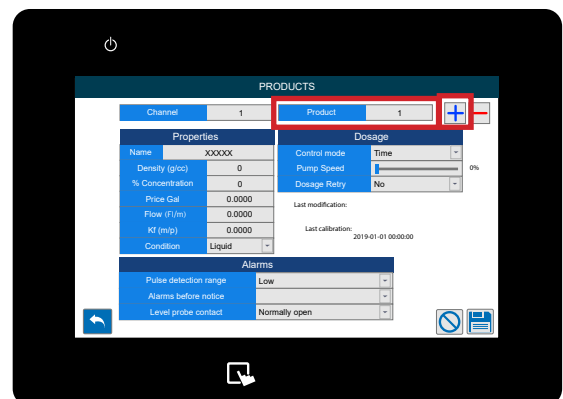 PRODUCTS
Channel 1 Product 1
Properties
Name XXXXX
Density (g/cc) 0
% Concentration 0
Price Gal 0.0000
Flow (Fl/m) 0.0000
Kf (m/p) 0.0000
Condition Liquid
Dosage
Control mode Time
Pump Speed 0%
Dosage Retry No
Last modification:
Last calibration:
2019-01-01 00:00:00
Alarms
Pulse detection range Low
Alarms before notice
Level probe contact Normally open